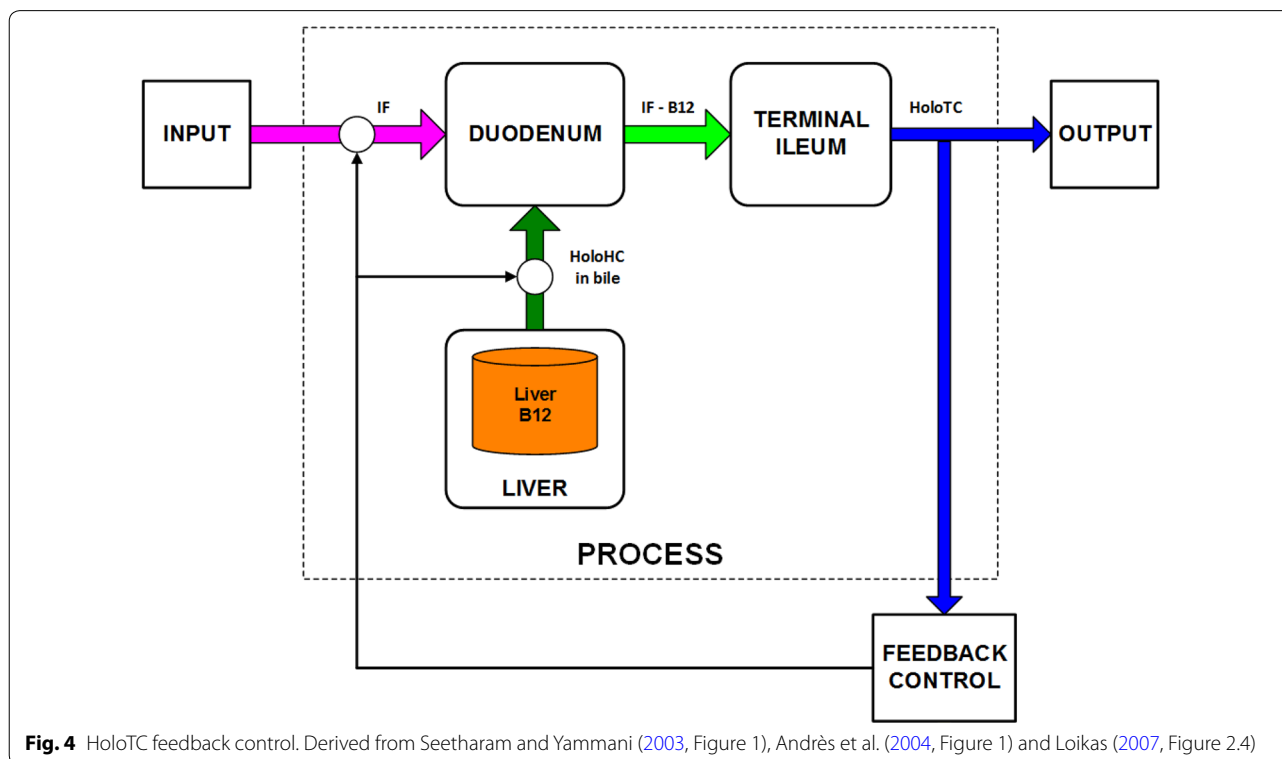 INPUT
IF
DUODENUM
IF - B12
TERMINAL
ILEUM
HoloTC
OUTPUT
HoloHC
in bile
Liver
B12
LIVER
PROCESS
FEEDBACK
CONTROL
Fig. 4 HoloTC feedback control. Derived from Seetharam and Yammani (2003, Figure 1), Andrès et al. (2004, Figure 1) and Loikas (2007, Figure 2.4)